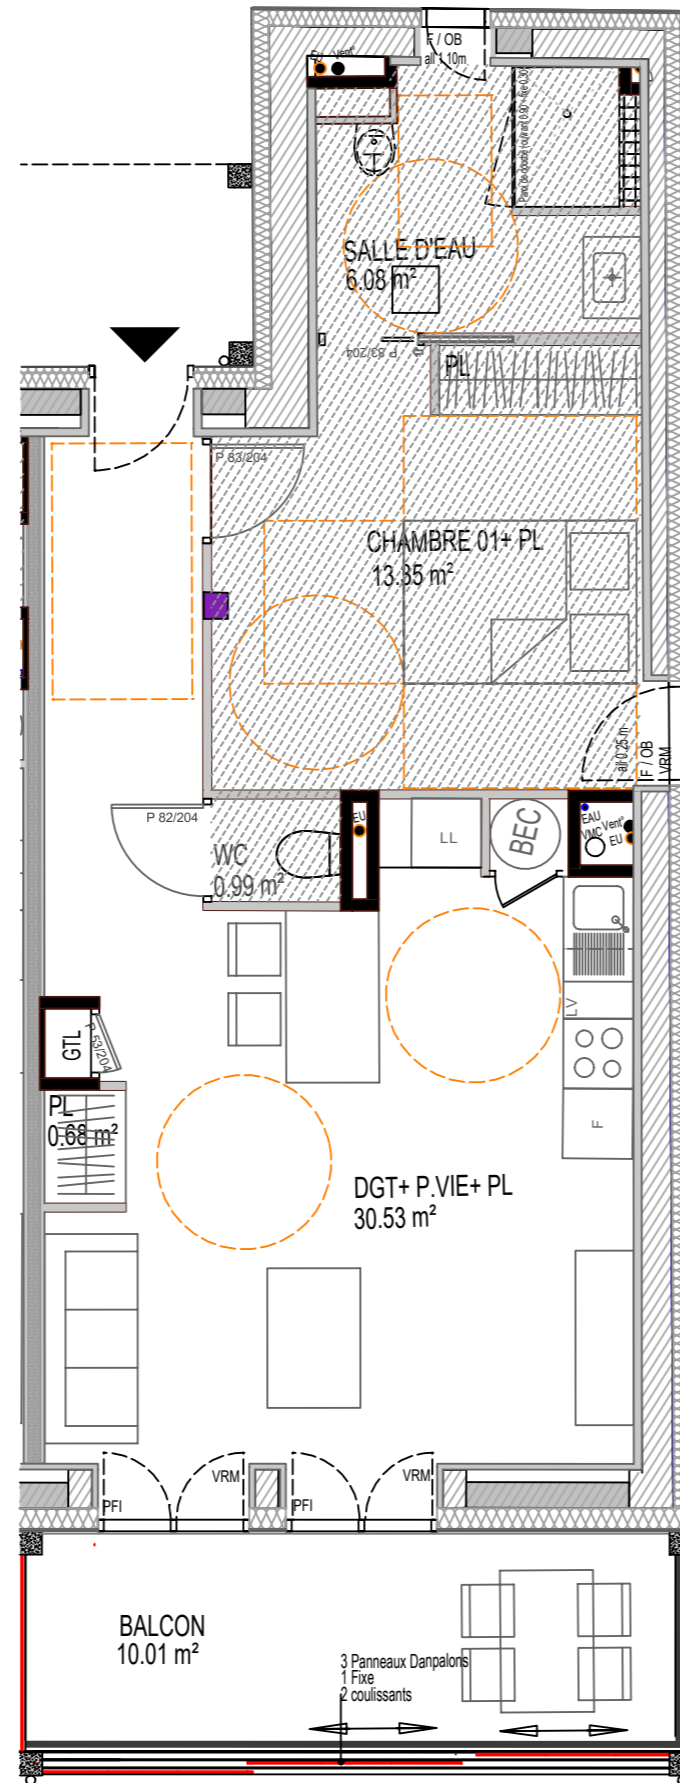 F / OB
all 1.10m
EU Vent°
SALLE D'EAU
6.08 m²
P 83/204
PL
P 83/204
CHAMBRE 01+ PL
13.35 m²
all 0.25 m
F / OB
VRM
P 82/204
WC
0.99 m²
EU
LL
BEC
EAU
VMC Vent°
EU
LV
F
GTL
P 53/204
PL
0.68 m²
DGT+ P.VIE+ PL
30.53 m²
PFI
VRM
PFI
VRM
BALCON
10.01 m²
3 Panneaux Danpalons
1 Fixe
2 coulissants